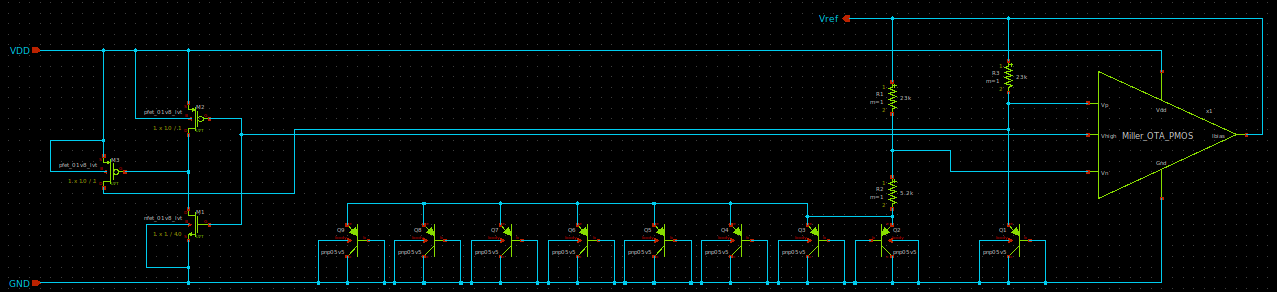 Vref
VDD
R3
m=1
23k
R1
m=1
23k
M2
pfet_01v8_lvt
1 x 10 / 1
Vp
Vdd
x1
Vhigh
Miller_OTA_PMOS
Ibias
M3
pfet_01v8_lvt
1 x 10 / 1
Gnd
Vn
R2
m=1
5.2k
M1
nfet_01v8_lvt
1 x 1 / 40
Q9
Q8
Q7
Q6
Q5
Q4
Q3
Q2
Q1
pnp05v5
pnp05v5
pnp05v5
pnp05v5
pnp05v5
pnp05v5
pnp05v5
pnp05v5
pnp05v5
GND